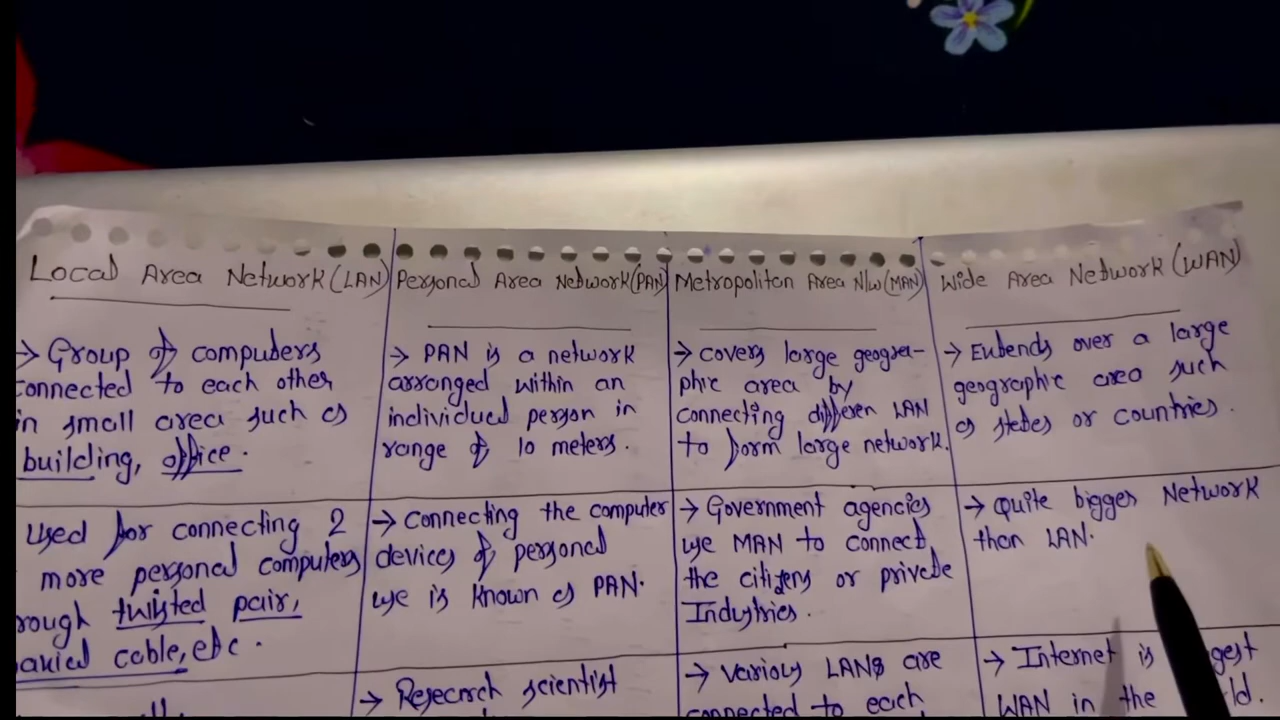 Local Area Network (LAN)
Personal Area Network (PAN)
Metropolitan Area N/w (MAN)
Wide Area Network (WAN)
→ Group of computers
connected to each other
in small area such as
building, office.
→ PAN is a network
arranged within an
individual person in
range of 10 meters.
→ covers large geogra-
phic area by
connecting differen LAN
to form large network.
→ Extends over a large
geographic area such
as states or countries.
Used for connecting 2
more personal computers
rough twisted pair,
cable, etc.
→ Connecting the computer
devices of personal
use is known as PAN.
→ Government agencies
use MAN to connect
the citizens or private
Industries.
→ Quite bigger Network
than LAN.
→ Research scientist
→ Various LANs are
connected to each
→ Internet is gest
WAN in the ld.